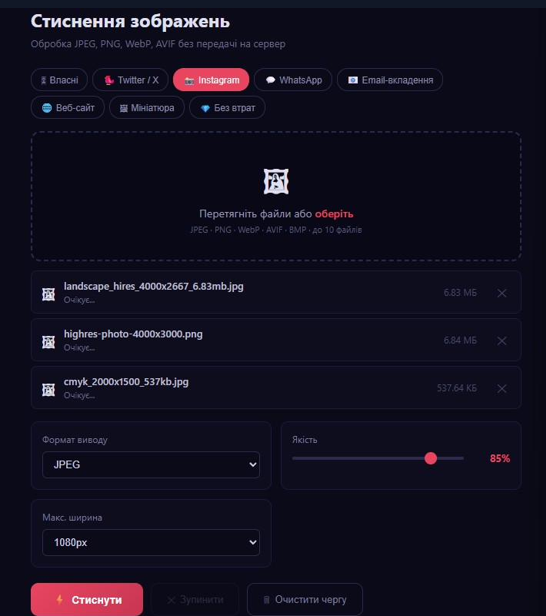 Стиснення зображень
Обробка JPEG, PNG, WebP, AVIF без передачі на сервер
Власні
Twitter / X
Instagram
WhatsApp
Email-вкладення
Веб-сайт
Мініатюра
Без втрат
Перетягніть файли або оберіть
JPEG · PNG · WebP · AVIF · BMP · до 10 файлів
landscape_hires_4000x2667_6.83mb.jpg
6.83 МБ
Очікує...
highres-photo-4000x3000.png
6.84 МБ
Очікує...
cmyk_2000x1500_537kb.jpg
537.64 КБ
Очікує...
Формат виводу
JPEG
Якість
85%
Макс. ширина
1080px
Стиснути
Зупинити
Очистити чергу